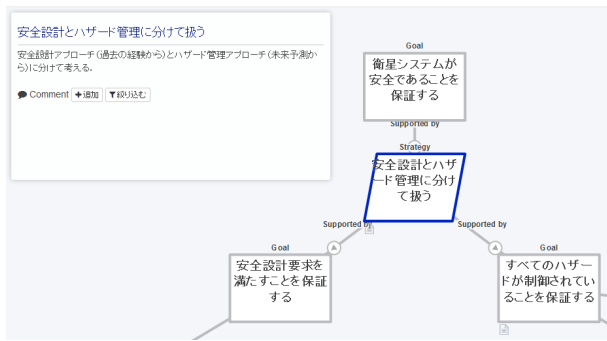 安全設計とハザード管理に分けて扱う
安全設計アプローチ(過去の経験から)とハザード管理アプローチ(未来予測か
ら)に分けて考える.
Comment +追加 絞り込む
Goal
衛星システムが
安全であることを
保証する
Supported by
Strategy
安全設計とハザ
ード管理に分け
て扱う
Supported by
Supported by
Goal
安全設計要求を
満たすことを保証
する
Goal
すべてのハザー
ドが制御されてい
ることを保証する